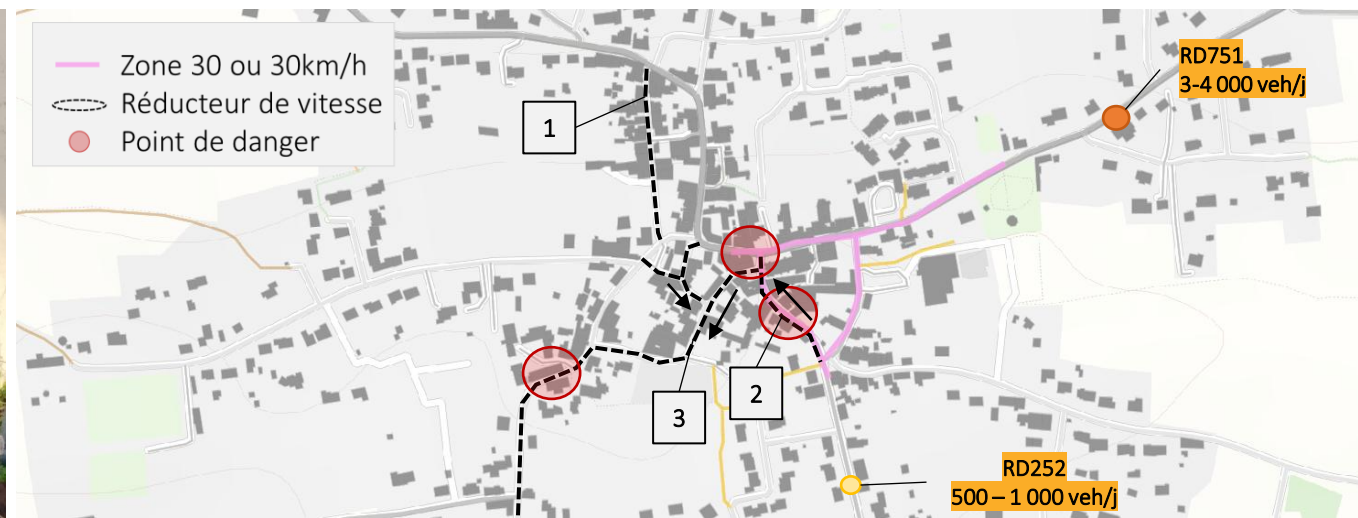 Zone 30 ou 30km/h
Réducteur de vitesse
Point de danger
RD751
3-4 000 veh/j
1
2
3
RD252
500 – 1 000 veh/j